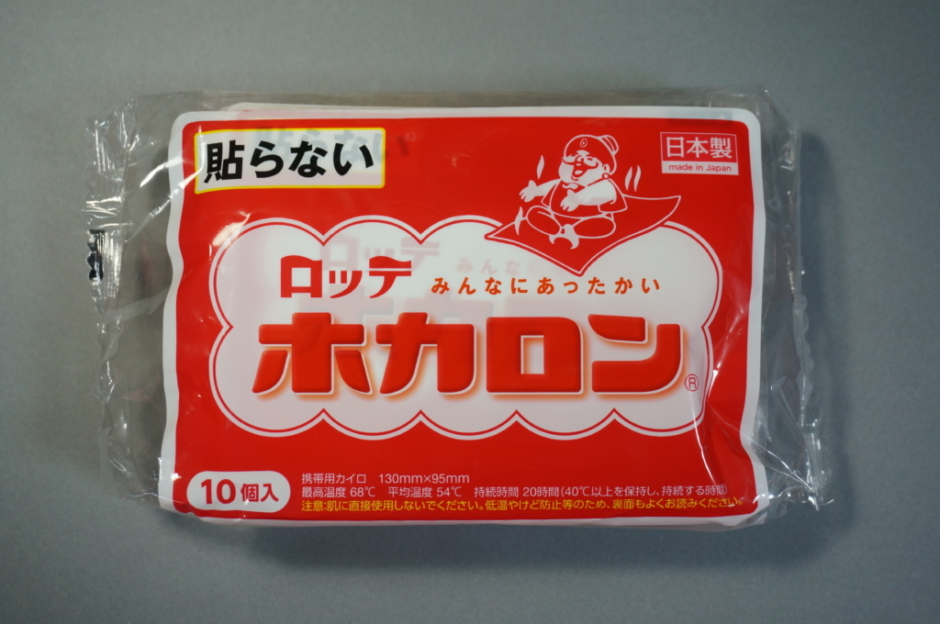 貼らない
日本製
made in Japan
ロッテ
みんなにあったかい
ホカロン®
10個入
携帯用カイロ 130mm×95mm
最高温度 68℃ 平均温度 54℃ 持続時間 20時間(40℃以上を保持し、持続する時間)
注意:肌に直接使用しないでください。低温やけど防止等のため、裏面もよくお読みください。